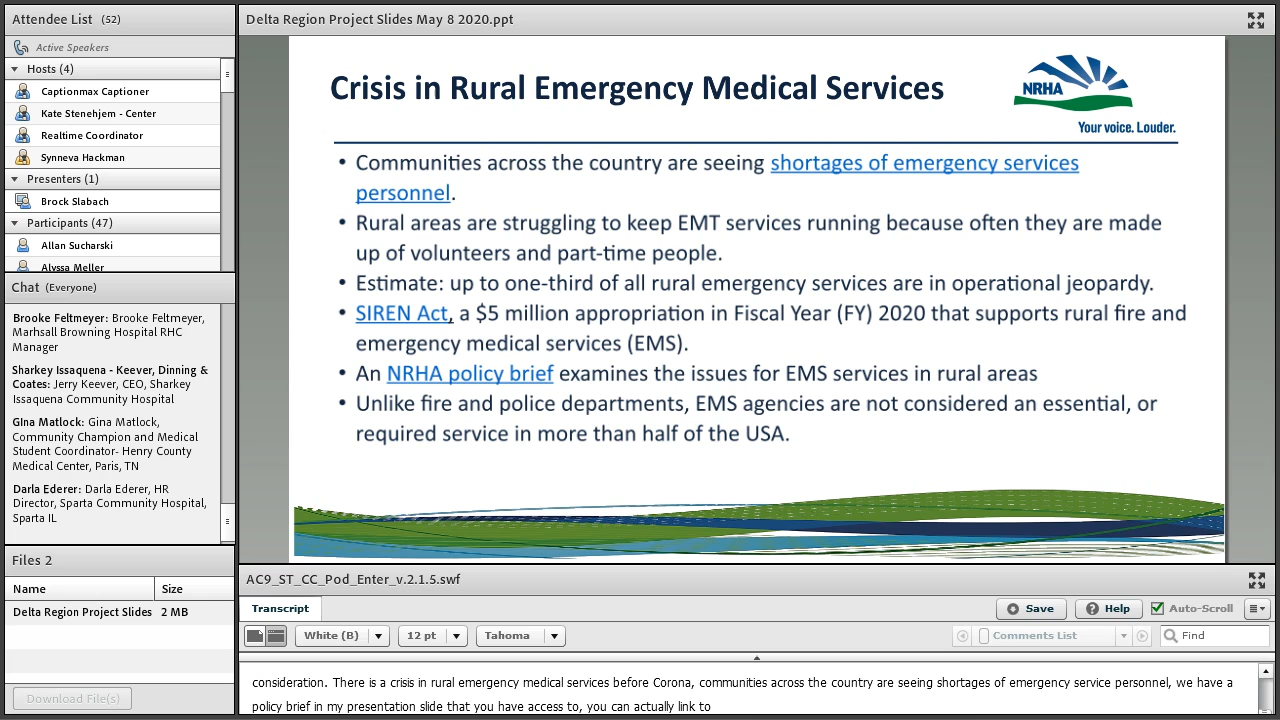 Attendee List (52)
Active Speakers
Hosts (4)
Captionmax Captioner
Kate Stenehjem - Center
Realtime Coordinator
Synneva Hackman
Presenters (1)
Brock Slabach
Participants (47)
Allan Sucharski
Alyssa Meller
Chat (Everyone)
Brooke Feltmeyer: Brooke Feltmeyer,
Marhsall Browning Hospital RHC
Manager
Sharkey Issaquena - Keever, Dinning &
Coates: Jerry Keever, CEO, Sharkey
Issaquena Community Hospital
Gina Matlock: Gina Matlock,
Community Champion and Medical
Student Coordinator- Henry County
Medical Center, Paris, TN
Darla Ederer: Darla Ederer, HR
Director, Sparta Community Hospital,
Sparta IL
Files 2
Name Size
Delta Region Project Slides 2 MB
Download File(s)
Delta Region Project Slides May 8 2020.ppt
Crisis in Rural Emergency Medical Services
NRHA
Your voice. Louder.
• Communities across the country are seeing shortages of emergency services
personnel.
• Rural areas are struggling to keep EMT services running because often they are made
up of volunteers and part-time people.
• Estimate: up to one-third of all rural emergency services are in operational jeopardy.
• SIREN Act, a $5 million appropriation in Fiscal Year (FY) 2020 that supports rural fire and
emergency medical services (EMS).
• An NRHA policy brief examines the issues for EMS services in rural areas
• Unlike fire and police departments, EMS agencies are not considered an essential, or
required service in more than half of the USA.
AC9_ST_CC_Pod_Enter_v.2.1.5.swf
Transcript Save Help Auto-Scroll
White (B) 12 pt Tahoma Comments List Find
consideration. There is a crisis in rural emergency medical services before Corona, communities across the country are seeing shortages of emergency service personnel, we have a
policy brief in my presentation slide that you have access to, you can actually link to